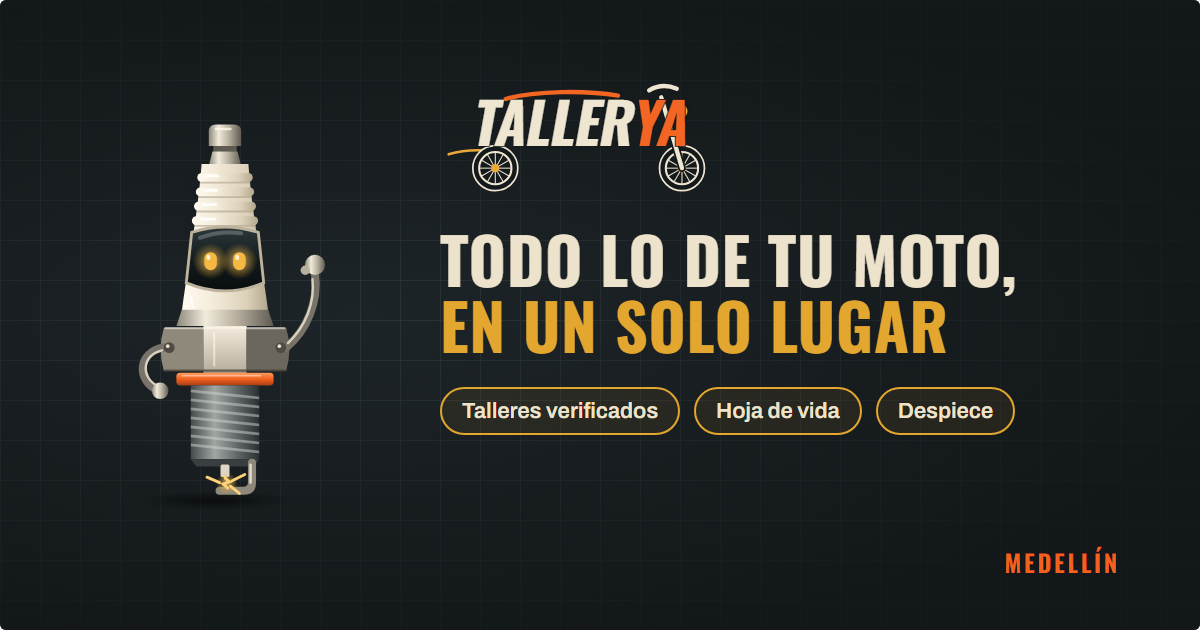 TALLERYA
TODO LO DE TU MOTO,
EN UN SOLO LUGAR
Talleres verificados
Hoja de vida
Despiece
MEDELLÍN